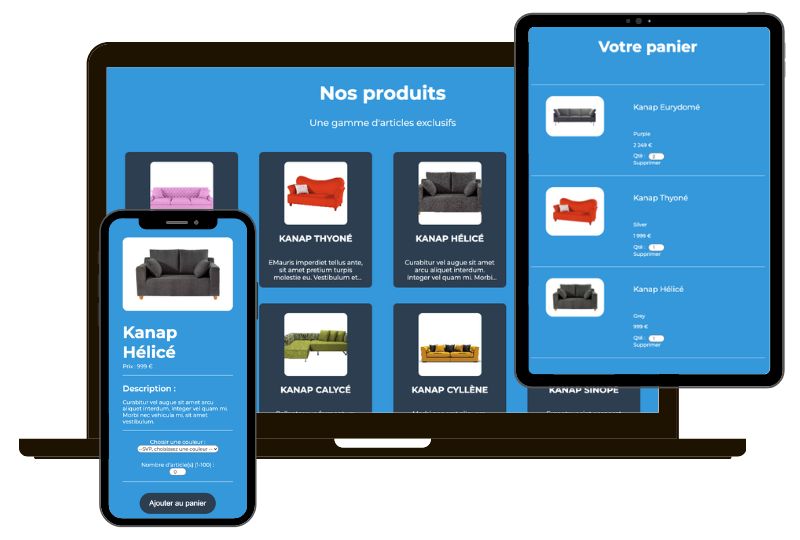 Nos produits
Une gamme d'articles exclusifs
KANAP THYONÉ
EMauris imperdiet tellus ante,
sit amet pretium turpis
molestie eu. Vestibulum et...
KANAP HÉLICÉ
Curabitur vel augue sit amet
arcu aliquet interdum.
Integer vel quam mi. Morbi...
KANAP CALYCÉ
KANAP CYLLÈNE
KANAP SINOPÉ
Votre panier
Kanap Eurydomé
Purple
2 249 €
Qté :
Supprimer
Kanap Thyoné
Silver
1 999 €
Qté : 1
Supprimer
Kanap Hélicé
Grey
999 €
Qté : 1
Supprimer
Kanap
Hélicé
Prix : 999 €
Description :
Curabitur vel augue sit amet arcu
aliquet interdum. Integer vel quam mi.
Morbi nec vehicula mi, sit amet
vestibulum.
Choisir une couleur :
--SVP, choisissez une couleur --
Nombre d'article(s) (1-100) :
0
Ajouter au panier